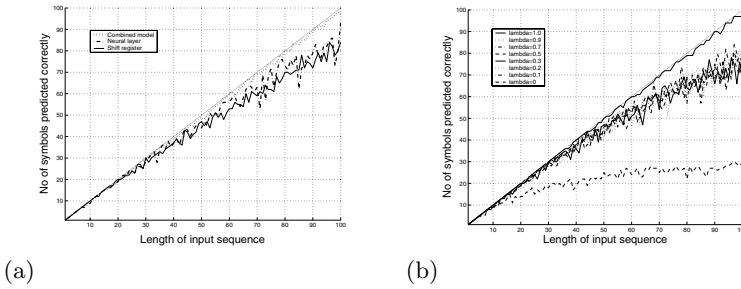 100
90
80
70
60
50
40
30
20
10
No of symbols predicted correctly
Combined model
Neural layer
Shift register
10 20 30 40 50 60 70 80 90 100
Length of input sequence
(a)
100
90
80
70
60
50
40
30
20
10
No of symbols predicted correctly
lambda=1.0
lambda=0.9
lambda=0.7
lambda=0.5
lambda=0.3
lambda=0.2
lambda=0.1
lambda=0
10 20 30 40 50 60 70 80 90
Length of input sequence
(b)